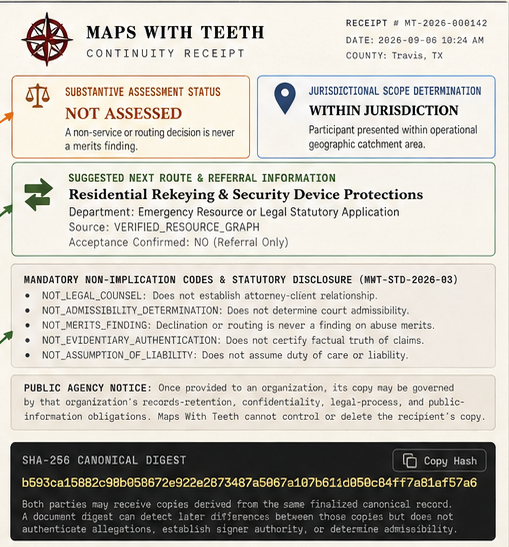 MAPS WITH TEETH
CONTINUITY RECEIPT
RECEIPT # MT-2026-000142
DATE: 2026-09-06 10:24 AM
COUNTY: Travis, TX
SUBSTANTIVE ASSESSMENT STATUS
NOT ASSESSED
A non-service or routing decision is never
a merits finding.
JURISDICTIONAL SCOPE DETERMINATION
WITHIN JURISDICTION
Participant presented within operational
geographic catchment area.
SUGGESTED NEXT ROUTE & REFERRAL INFORMATION
Residential Rekeying & Security Device Protections
Department: Emergency Resource or Legal Statutory Application
Source: VERIFIED_RESOURCE_GRAPH
Acceptance Confirmed: NO (Referral Only)
MANDATORY NON-IMPLICATION CODES & STATUTORY DISCLOSURE (MWT-STD-2026-03)
• NOT_LEGAL_COUNSEL: Does not establish attorney-client relationship.
• NOT_ADMISSIBILITY_DETERMINATION: Does not determine court admissibility.
• NOT_MERITS_FINDING: Declination or routing is never a finding on abuse merits.
• NOT_EVIDENTIARY_AUTHENTICATION: Does not certify factual truth of claims.
• NOT_ASSUMPTION_OF_LIABILITY: Does not assume duty of care or liability.
PUBLIC AGENCY NOTICE: Once provided to an organization, its copy may be governed
by that organization's records-retention, confidentiality, legal-process, and public-
information obligations. Maps With Teeth cannot control or delete the recipient's copy.
SHA-256 CANONICAL DIGEST
Copy Hash
b593ca15882c98b058672e922e2873487a5067a107b611d050c84ff7a81af57a6
Both parties may receive copies derived from the same finalized canonical record.
A document digest can detect later differences between those copies but does not
authenticate allegations, establish signer authority, or determine admissibility.